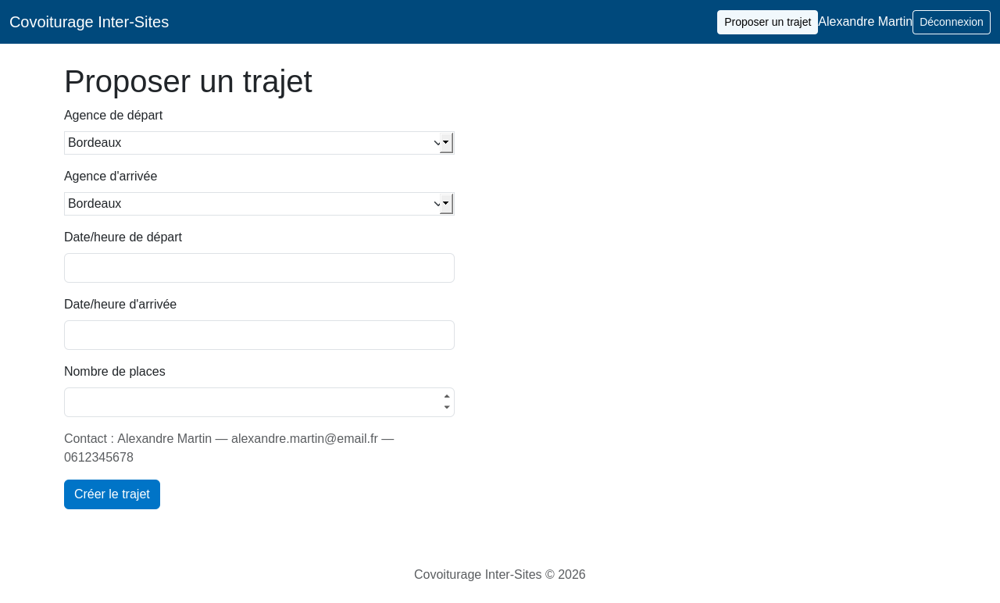 Covoiturage Inter-Sites
Proposer un trajet
Alexandre Martin
Déconnexion
Proposer un trajet
Agence de départ
Bordeaux
Agence d'arrivée
Bordeaux
Date/heure de départ
Date/heure d'arrivée
Nombre de places
Contact : Alexandre Martin — alexandre.martin@email.fr —
0612345678
Créer le trajet
Covoiturage Inter-Sites © 2026